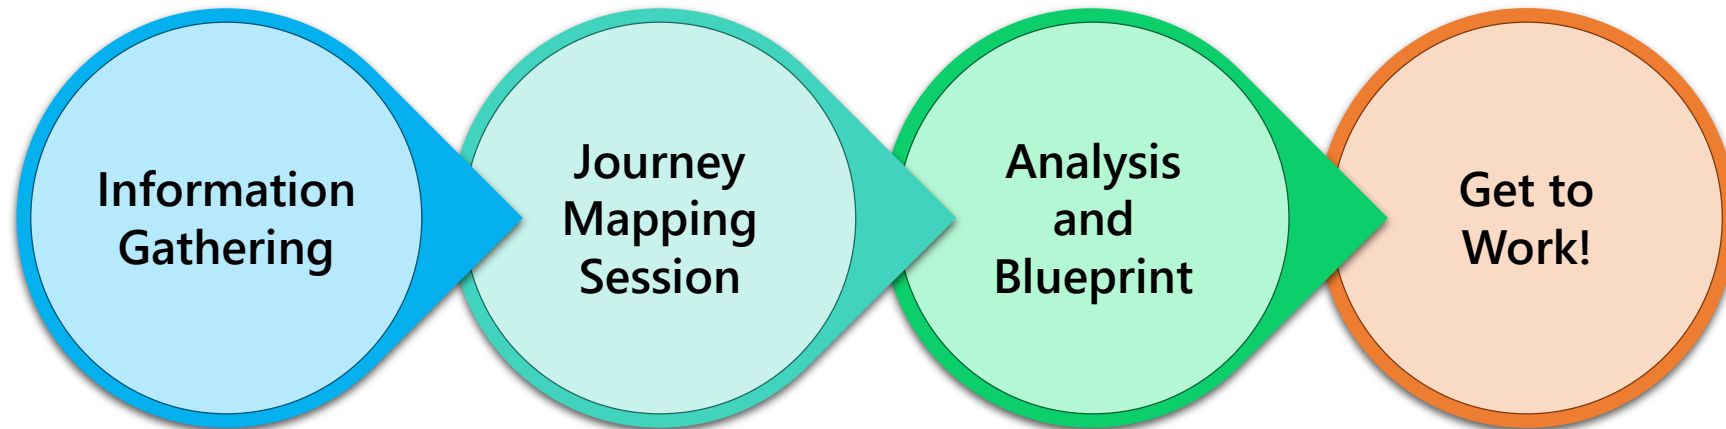 Information
Gathering
Journey
Mapping
Session
Analysis
and
Blueprint
Get to
Work!